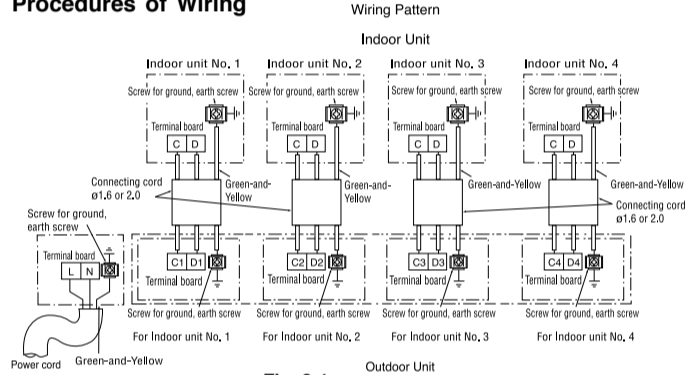 Procedures of Wiring
Wiring Pattern
Indoor Unit
Indoor unit No. 1
Indoor unit No. 2
Indoor unit No. 3
Indoor unit No. 4
Screw for ground, earth screw
Screw for ground, earth screw
Screw for ground, earth screw
Screw for ground, earth screw
Terminal board
Terminal board
Terminal board
Terminal board
C D
C D
C D
C D
Connecting cord
ø1.6 or 2.0
Green-and-
Yellow
Green-and-
Yellow
Green-and-Yellow
Green-and-Yellow
Connecting cord
ø1.6 or 2.0
Screw for ground,
earth screw
Terminal board
L N
C1 D1
C2 D2
C3 D3
C4 D4
Terminal board
Terminal board
Terminal board
Terminal board
Screw for ground, earth screw
Screw for ground, earth screw
Screw for ground, earth screw
Screw for ground, earth screw
For Indoor unit No. 1
For Indoor unit No. 2
For Indoor unit No. 3
For Indoor unit No. 4
Power cord
Green-and-Yellow
Outdoor Unit